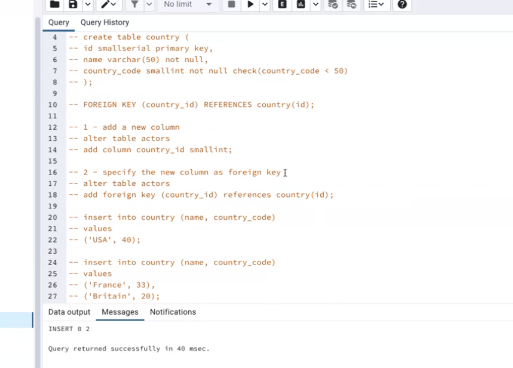 No limit
Query Query History
4 -- create table country (
5 -- id smallserial primary key,
6 -- name varchar(50) not null,
7 -- country_code smallint not null check(country_code < 50)
8 -- );
9
10 -- FOREIGN KEY (country_id) REFERENCES country(id);
11
12 -- 1 - add a new column
13 -- alter table actors
14 -- add column country_id smallint;
15
16 -- 2 - specify the new column as foreign key
17 -- alter table actors
18 -- add foreign key (country_id) references country(id);
19
20 -- insert into country (name, country_code)
21 -- values
22 -- ('USA', 40);
23
24 -- insert into country (name, country_code)
25 -- values
26 -- ('France', 33),
27 -- ('Britain', 20);
Data output Messages Notifications
INSERT 0 2
Query returned successfully in 40 msec.